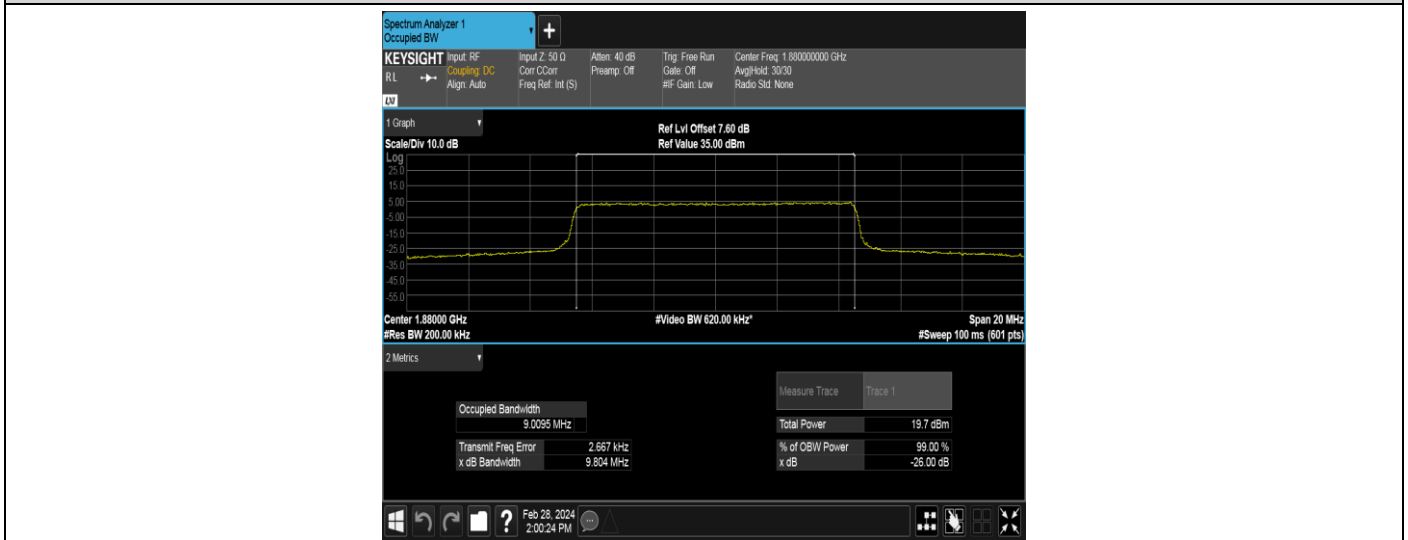 Spectrum Analyzer 1
Occupied BW
+
KEYSIGHT Input: RF Input Z: 50 Ω Atten: 40 dB Trig: Free Run Center Freq: 1.880000000 GHz
RL Coupling: DC Corr CCorr Preamp: Off Gate: Off Avg|Hold: 30/30
Align: Auto Freq Ref: Int (S) #IF Gain: Low Radio Std: None
LXI
1 Graph
Ref Lvl Offset 7.60 dB
Scale/Div 10.0 dB Ref Value 35.00 dBm
Log
25.0
15.0
5.00
-5.00
-15.0
-25.0
-35.0
-45.0
-55.0
Center 1.88000 GHz #Video BW 620.00 kHz* Span 20 MHz
#Res BW 200.00 kHz #Sweep 100 ms (601 pts)
2 Metrics
Measure Trace Trace 1
Occupied Bandwidth
9.0095 MHz Total Power 19.7 dBm
Transmit Freq Error 2.667 kHz % of OBW Power 99.00 %
x dB Bandwidth 9.804 MHz x dB -26.00 dB
? Feb 28, 2024
2:00:24 PM